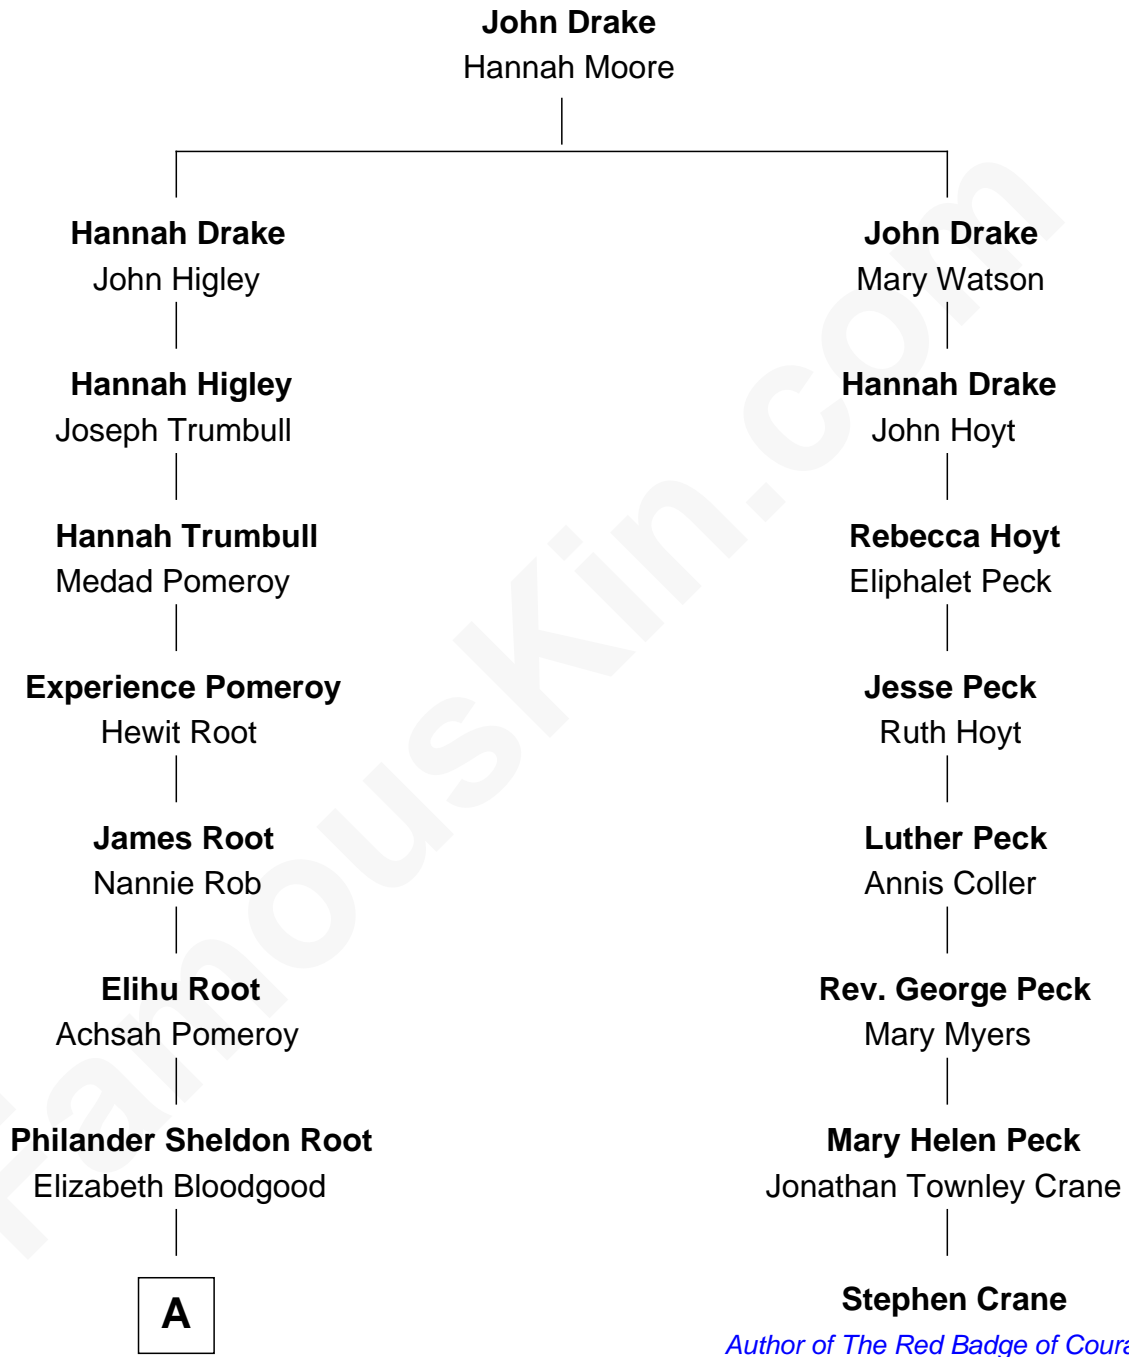 John Drake
Hannah Moore
Hannah Drake
John Higley
John Drake
Mary Watson
Hannah Higley
Joseph Trumbull
Hannah Drake
John Hoyt
Hannah Trumbull
Medad Pomeroy
Rebecca Hoyt
Eliphalet Peck
Experience Pomeroy
Hewit Root
Jesse Peck
Ruth Hoyt
James Root
Nannie Rob
Luther Peck
Annis Coller
Elihu Root
Achsah Pomeroy
Rev. George Peck
Mary Myers
Philander Sheldon Root
Elizabeth Bloodgood
Mary Helen Peck
Jonathan Townley Crane
A
Stephen Crane
Author of The Red Badge of Coura
FamousKin.com